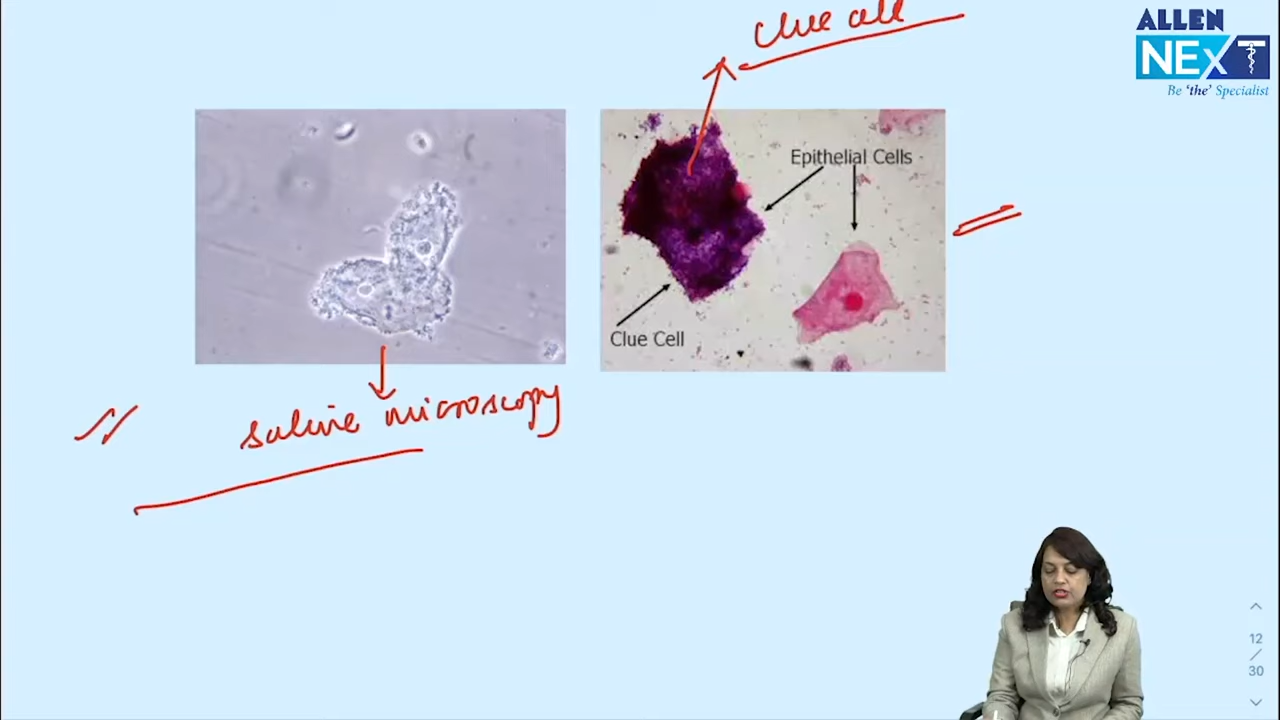 clue cell
ALLEN
NExT
Be 'the' Specialist
Epithelial Cells
Clue Cell
saline microscopy
12
/
30